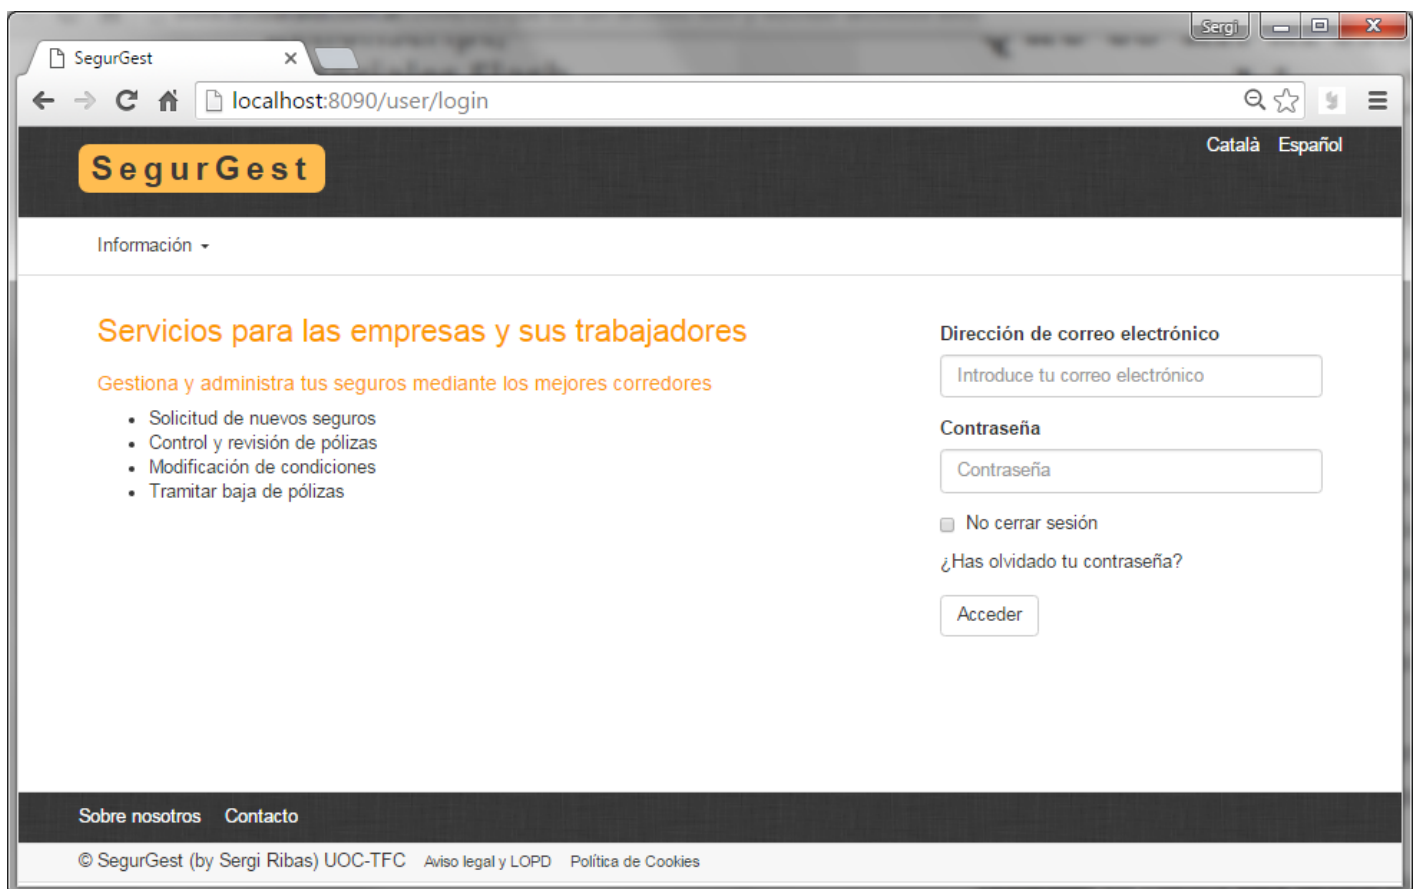 Sergi
SegurGest
localhost:8090/user/login
Català Español
SegurGest
Información
Servicios para las empresas y sus trabajadores
Dirección de correo electrónico
Introduce tu correo electrónico
Gestiona y administra tus seguros mediante los mejores corredores
Solicitud de nuevos seguros
Control y revisión de pólizas
Modificación de condiciones
Tramitar baja de pólizas
Contraseña
Contraseña
No cerrar sesión
¿Has olvidado tu contraseña?
Acceder
Sobre nosotros Contacto
© SegurGest (by Sergi Ribas) UOC-TFC Aviso legal y LOPD Política de Cookies